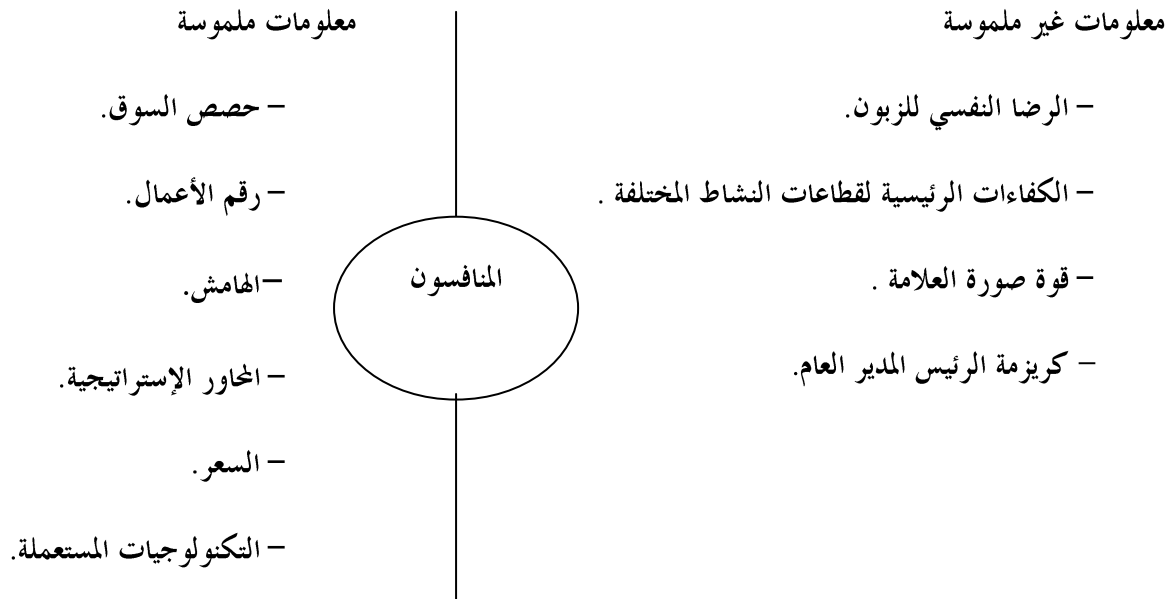 معلومات غير ملموسة
– الرضا النفسي للزبون.
– الكفاءات الرئيسية لقطاعات النشاط المختلفة .
– قوة صورة العلامة .
– كريزمة الرئيس المدير العام.
المنافسون
معلومات ملموسة
– حصص السوق.
– رقم الأعمال.
–الهامش.
– المحاور الإستراتيجية.
– السعر.
– التكنولوجيات المستعملة.